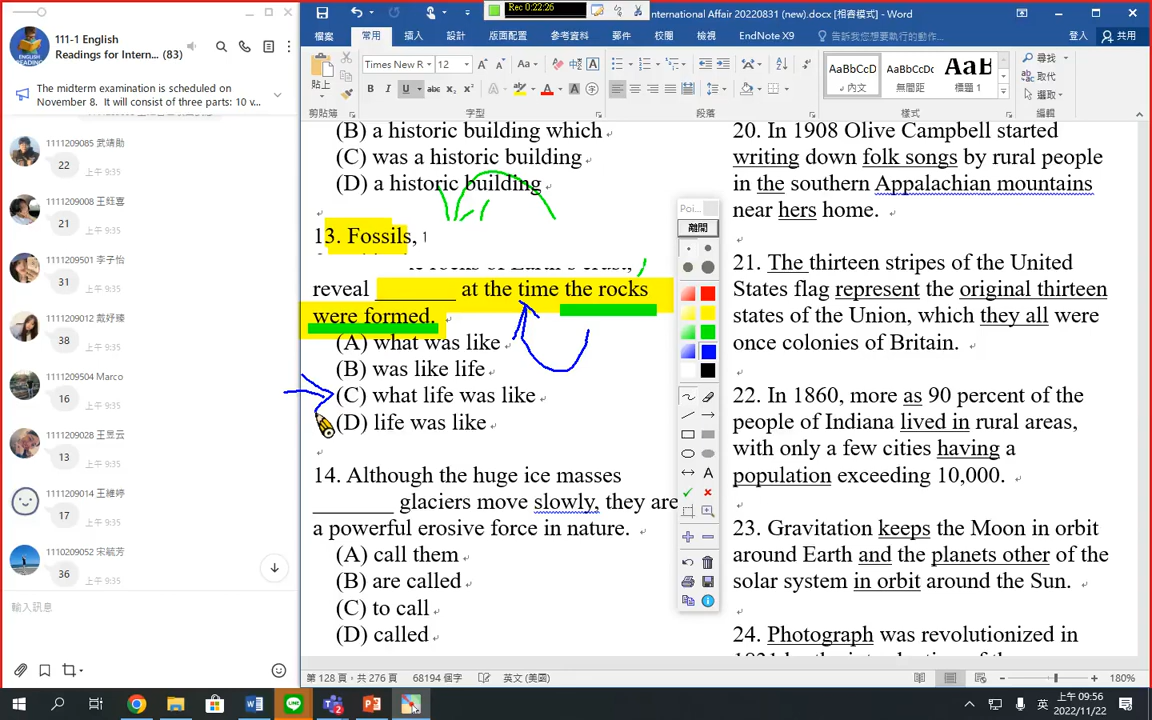 Rec 0:22:26
111-1 English
Readings for Intern... (83)
The midterm examination is scheduled on
November 8. It will consist of three parts: 10 v...
1111209085 武靖勛
22
上午 9:35
1111209008 王鈺喜
21
上午 9:35
1111209501 李子怡
31
上午 9:35
1111209012 戴妤臻
38
上午 9:35
1111209504 Marco
16
上午 9:35
1111209028 王昱云
13
上午 9:35
1111209014 王維婷
17
上午 9:35
1110209052 宋毓芳
36
上午 9:35
輸入訊息
International Affair 20220831 (new).docx [相容模式] - Word
檔案 常用 插入 設計 版面配置 參考資料 郵件 校閱 檢視 EndNote X9 告訴我您想要執行的動作... 登入 共用
貼上
Times New R 12
剪貼簿 字型 段落 樣式 編輯
AaBbCcD AaBbCcDc AaB
內文 無間距 標題 1
尋找
取代
選取
(B) a historic building which
(C) was a historic building
(D) a historic building
13. Fossils,
reveal ________ at the time the rocks
were formed.
(A) what was like
(B) was like life
(C) what life was like
(D) life was like
14. Although the huge ice masses
________ glaciers move slowly, they are
a powerful erosive force in nature.
(A) call them
(B) are called
(C) to call
(D) called
離開
20. In 1908 Olive Campbell started
writing down folk songs by rural people
in the southern Appalachian mountains
near hers home.
21. The thirteen stripes of the United
States flag represent the original thirteen
states of the Union, which they all were
once colonies of Britain.
22. In 1860, more as 90 percent of the
people of Indiana lived in rural areas,
with only a few cities having a
population exceeding 10,000.
23. Gravitation keeps the Moon in orbit
around Earth and the planets other of the
solar system in orbit around the Sun.
24. Photograph was revolutionized in
第 128 頁，共 276 頁 68194 個字 英文 (美國) 180%
英 上午 09:56
2022/11/22